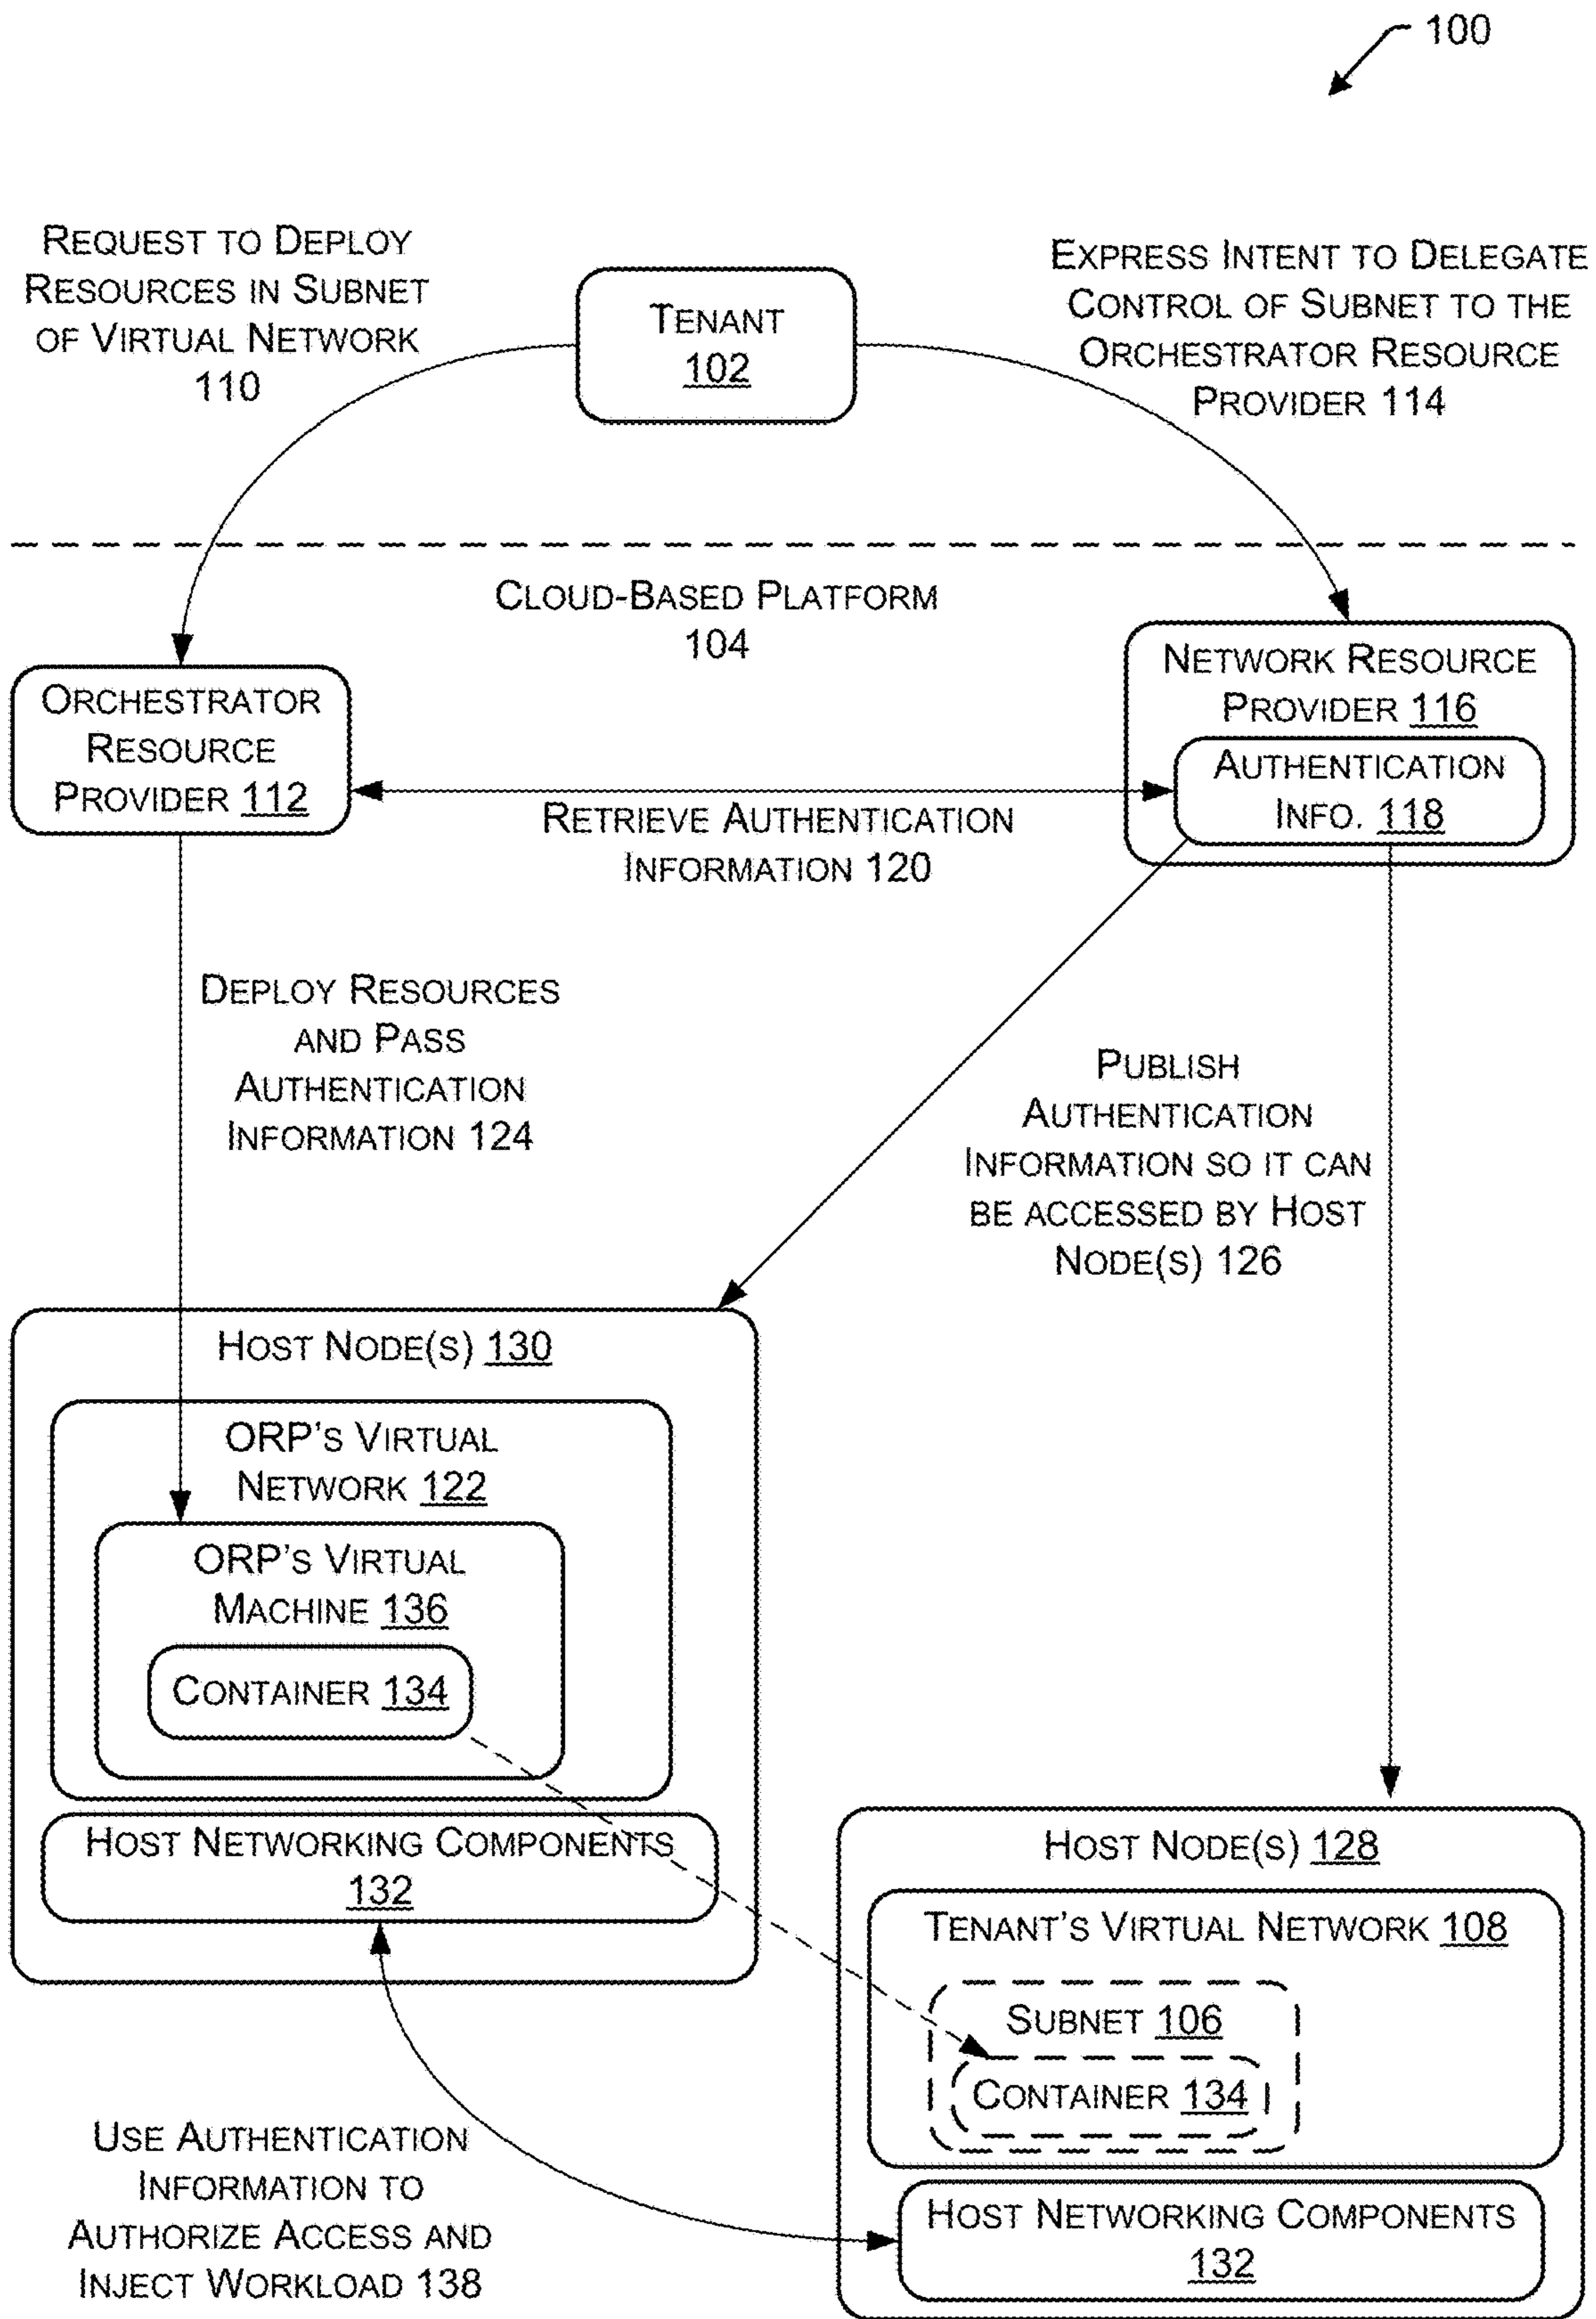 100
REQUEST TO DEPLOY
RESOURCES IN SUBNET
OF VIRTUAL NETWORK
110
TENANT
102
EXPRESS INTENT TO DELEGATE
CONTROL OF SUBNET TO THE
ORCHESTRATOR RESOURCE
PROVIDER 114
CLOUD-BASED PLATFORM
104
ORCHESTRATOR
RESOURCE
PROVIDER 112
NETWORK RESOURCE
PROVIDER 116
AUTHENTICATION
INFO. 118
RETRIEVE AUTHENTICATION
INFORMATION 120
DEPLOY RESOURCES
AND PASS
AUTHENTICATION
INFORMATION 124
PUBLISH
AUTHENTICATION
INFORMATION SO IT CAN
BE ACCESSED BY HOST
NODE(S) 126
HOST NODE(S) 130
ORP'S VIRTUAL
NETWORK 122
ORP'S VIRTUAL
MACHINE 136
CONTAINER 134
HOST NETWORKING COMPONENTS
132
HOST NODE(S) 128
TENANT'S VIRTUAL NETWORK 108
SUBNET 106
CONTAINER 134
HOST NETWORKING COMPONENTS
132
USE AUTHENTICATION
INFORMATION TO
AUTHORIZE ACCESS AND
INJECT WORKLOAD 138